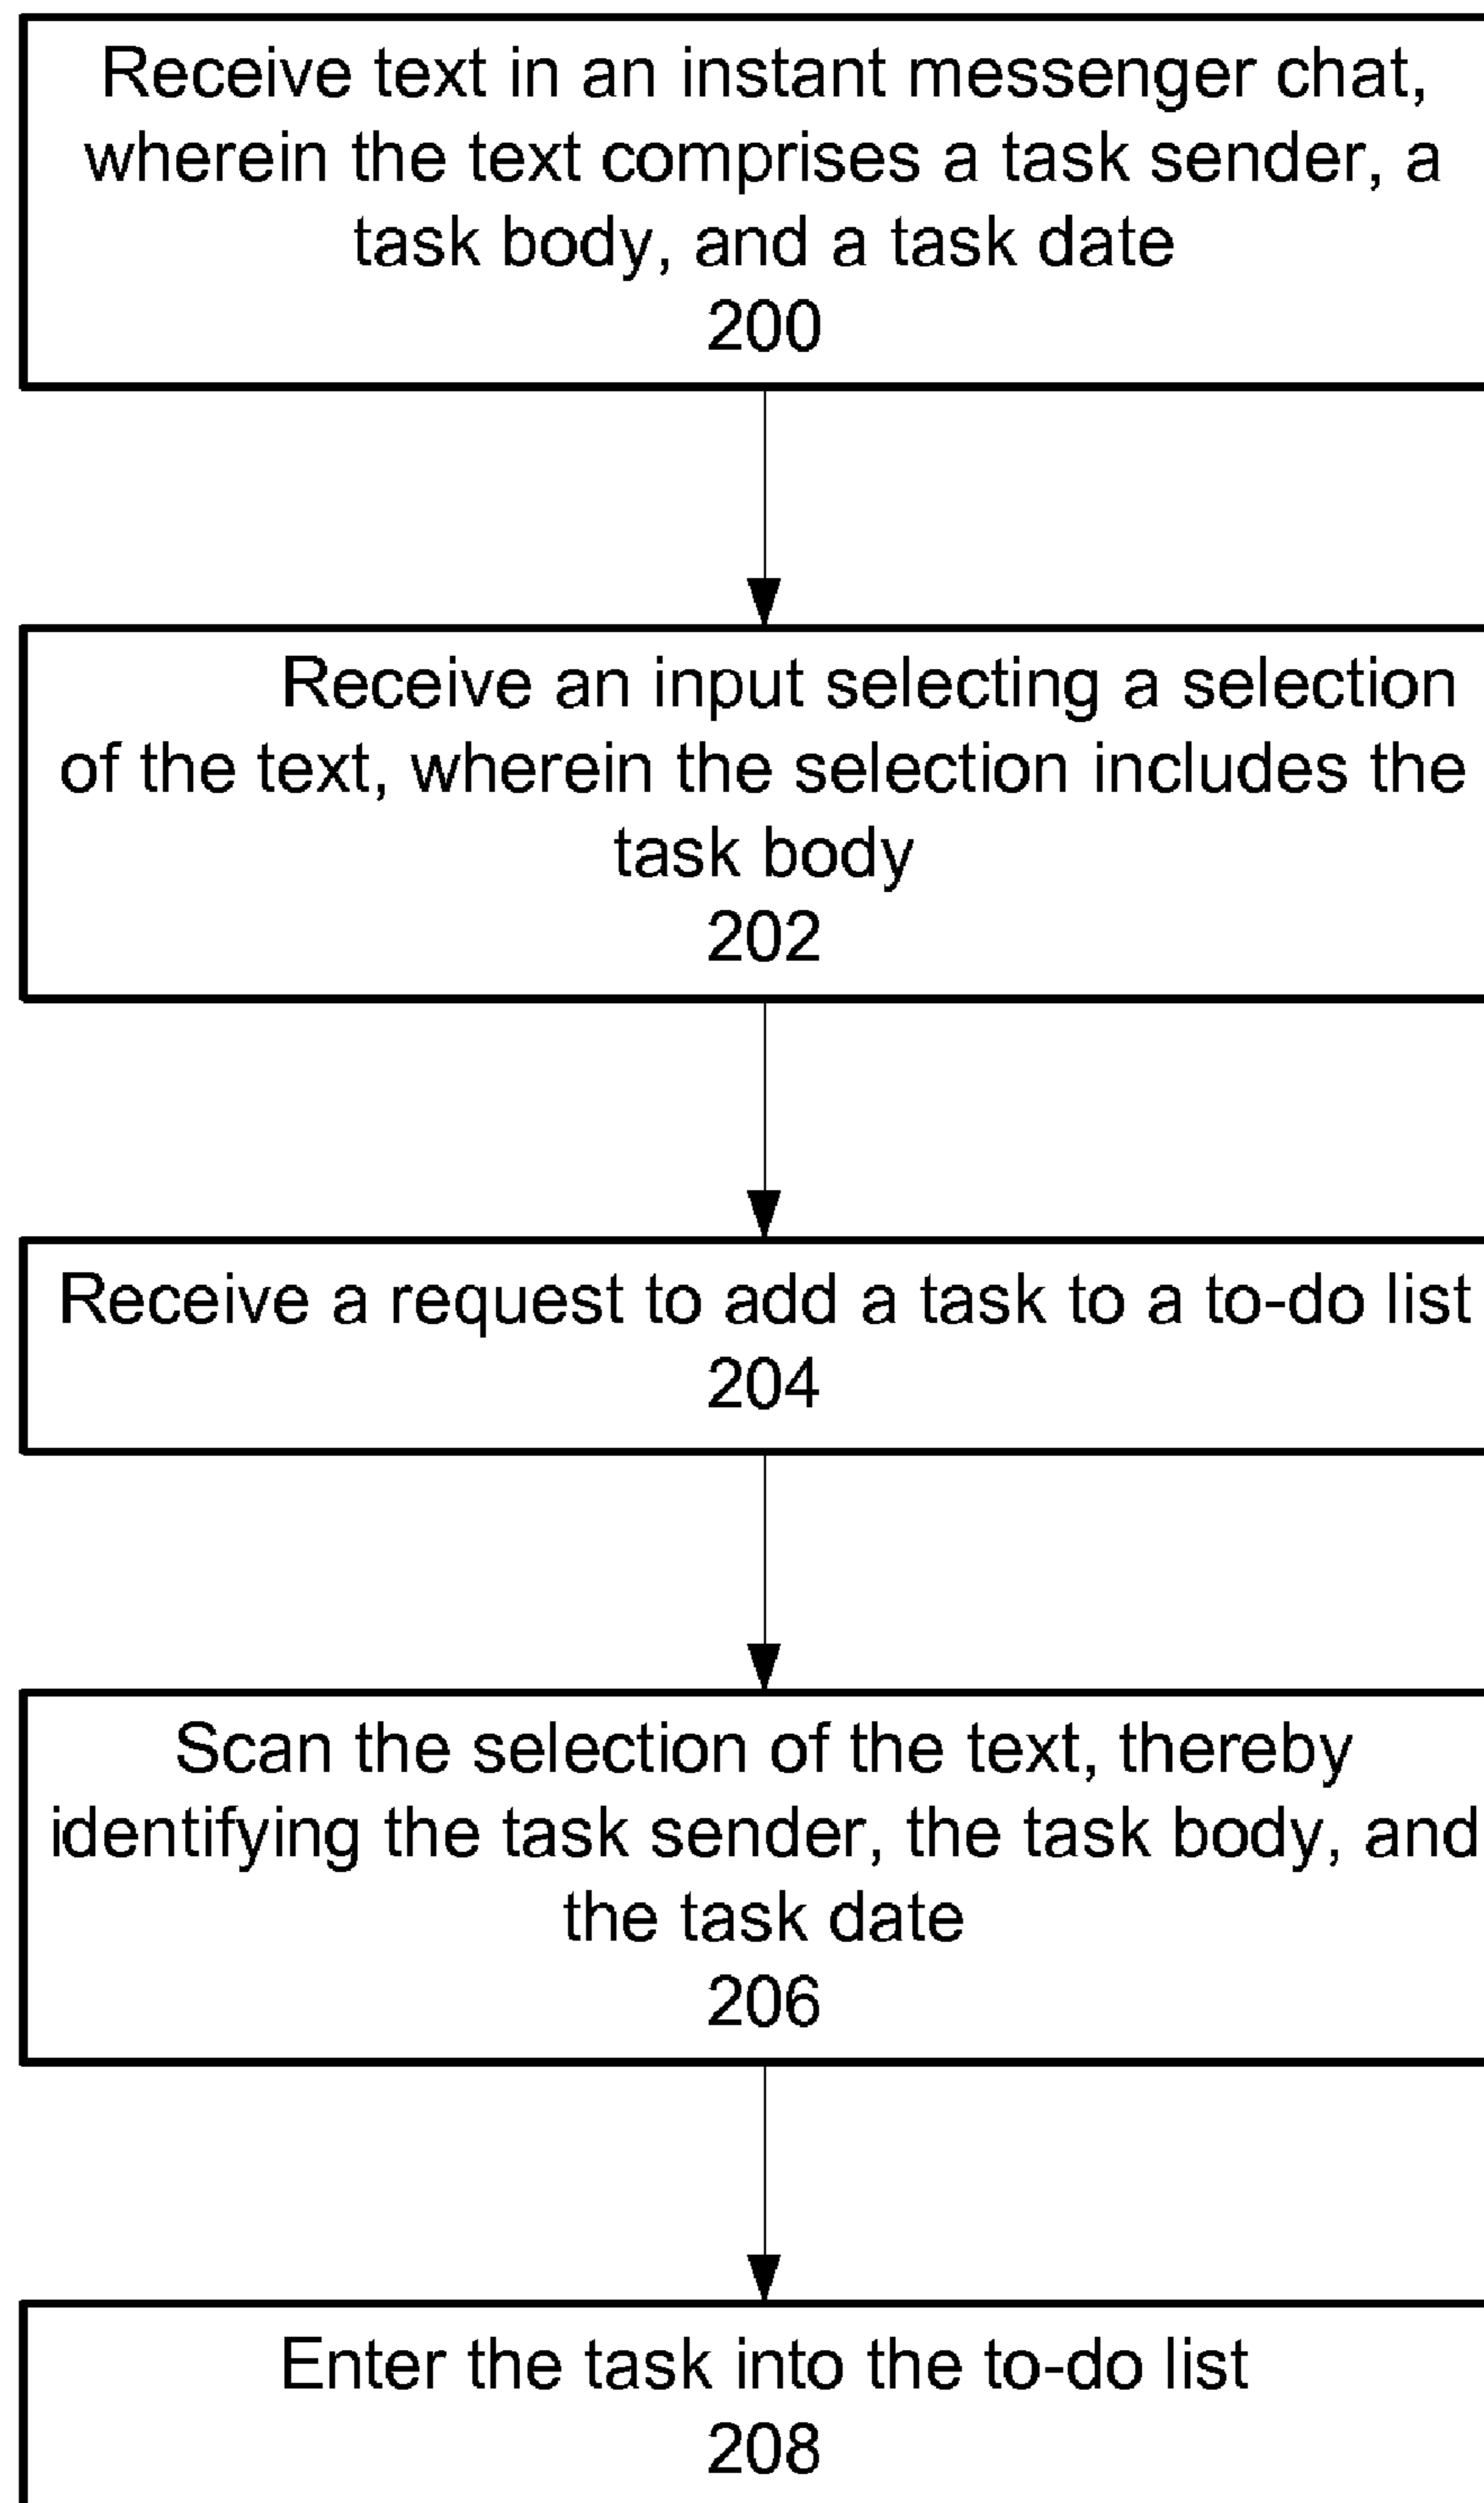 Receive text in an instant messenger chat,
wherein the text comprises a task sender, a
task body, and a task date
200
Receive an input selecting a selection
of the text, wherein the selection includes the
task body
202
Receive a request to add a task to a to-do list
204
Scan the selection of the text, thereby
identifying the task sender, the task body, and
the task date
206
Enter the task into the to-do list
208